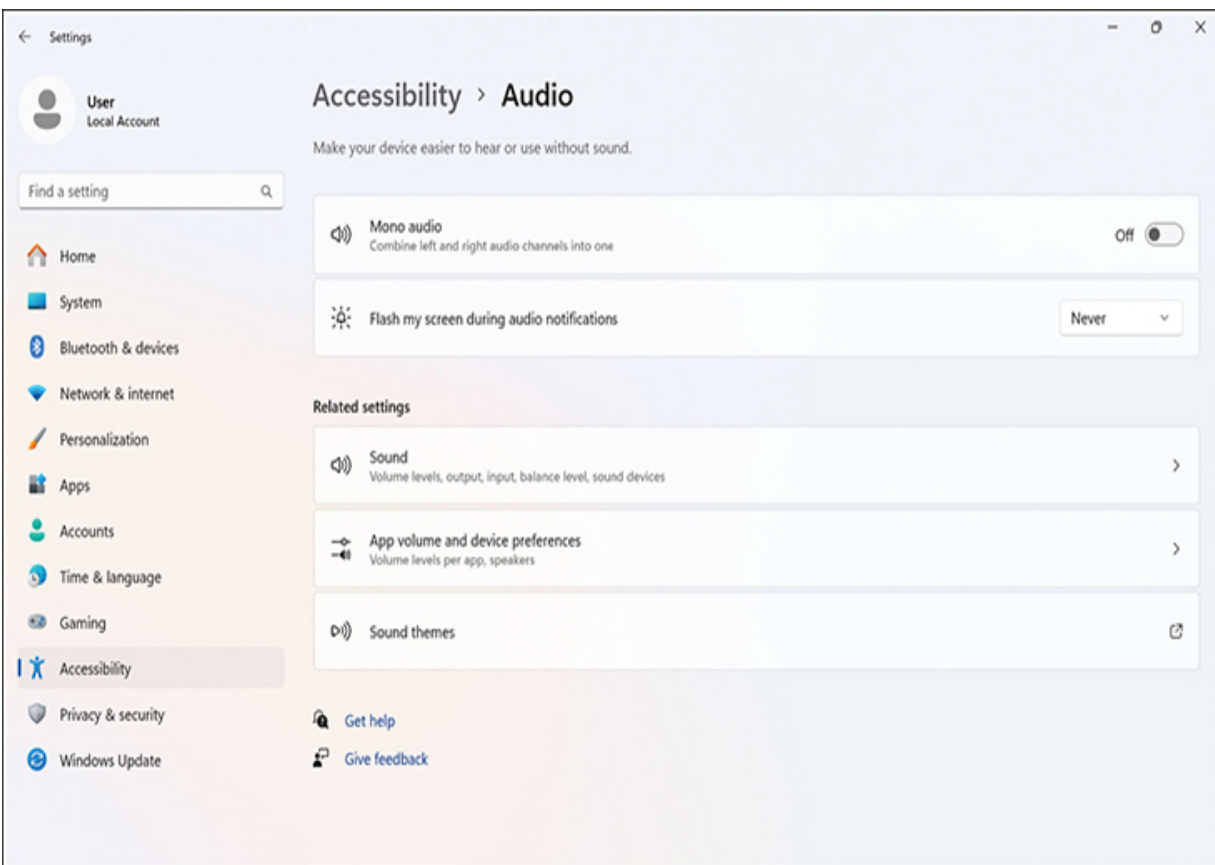 Settings
User
Local Account
Find a setting
Home
System
Bluetooth & devices
Network & internet
Personalization
Apps
Accounts
Time & language
Gaming
Accessibility
Privacy & security
Windows Update
Accessibility > Audio
Make your device easier to hear or use without sound.
Mono audio
Combine left and right audio channels into one
Off
Flash my screen during audio notifications
Never
Related settings
Sound
Volume levels, output, input, balance level, sound devices
App volume and device preferences
Volume levels per app, speakers
Sound themes
Get help
Give feedback